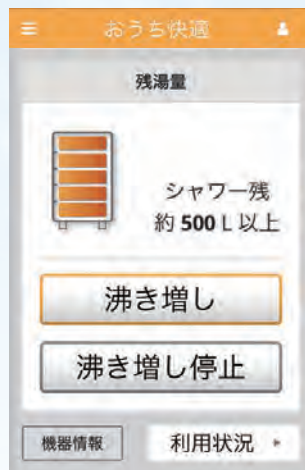 おうち快適
残湯量
シャワー残
約 500 L 以上
沸き増し
沸き増し停止
機器情報
利用状況